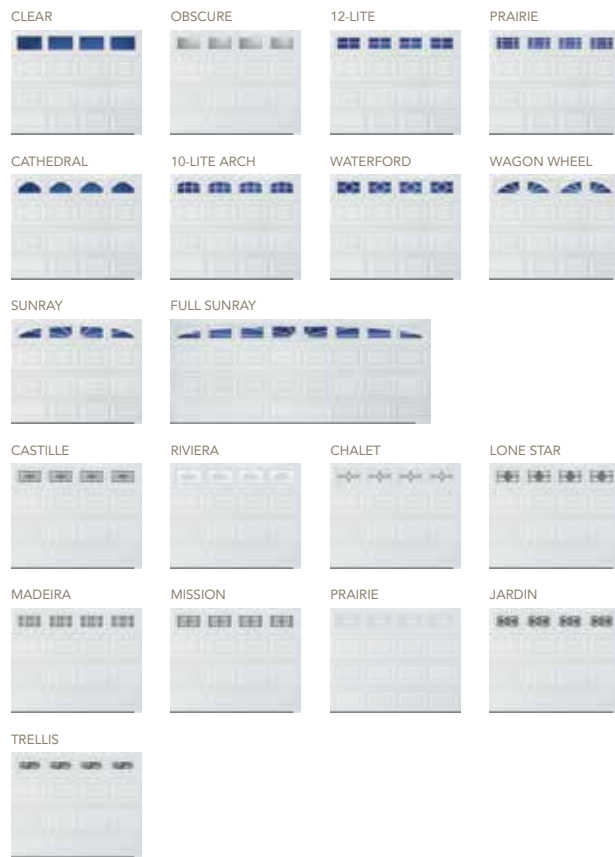 CLEAR
OBSCURE
12-LITE
PRAIRIE
CATHEDRAL
10-LITE ARCH
WATERFORD
WAGON WHEEL
SUNRAY
FULL SUNRAY
CASTILLE
RIVIERA
CHALET
LONE STAR
MADEIRA
MISSION
PRAIRIE
JARDIN
TRELLIS